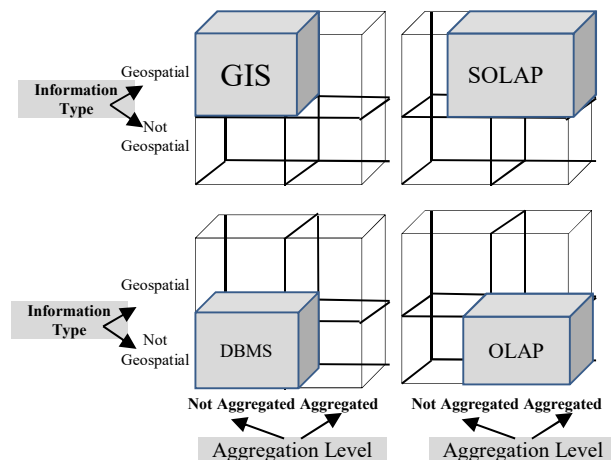 Geospatial
Information
Type
Not
Geospatial
GIS
SOLAP
Geospatial
Information
Type
Not
Geospatial
DBMS
OLAP
Not Aggregated Aggregated
Not Aggregated Aggregated
Aggregation Level
Aggregation Level